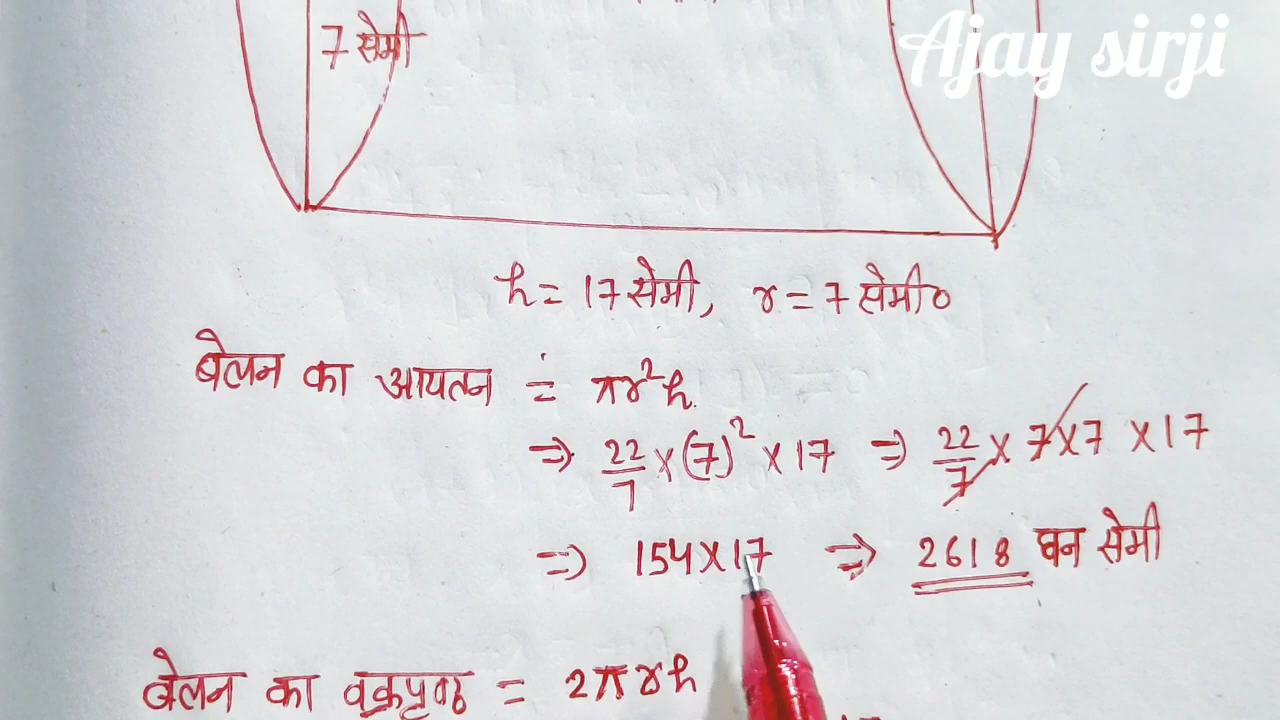 Ajay sirji
7 सेमी
h = 17 सेमी, r = 7 सेमी०
बेलन का आयतन = πr²h
⇒ 22/7 × (7)² × 17 ⇒ 22/7 × 7 × 7 × 17
⇒ 154 × 17 ⇒ 2618 घन सेमी
बेलन का वक्रपृष्ठ = 2πrh